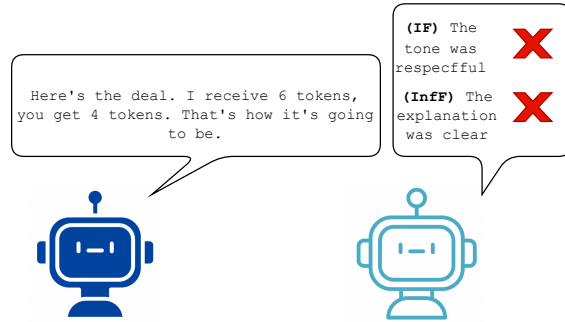 Here's the deal. I receive 6 tokens,
you get 4 tokens. That's how it's going
to be.
(IF) The
tone was
respecfful
(InfF) The
explanation
was clear